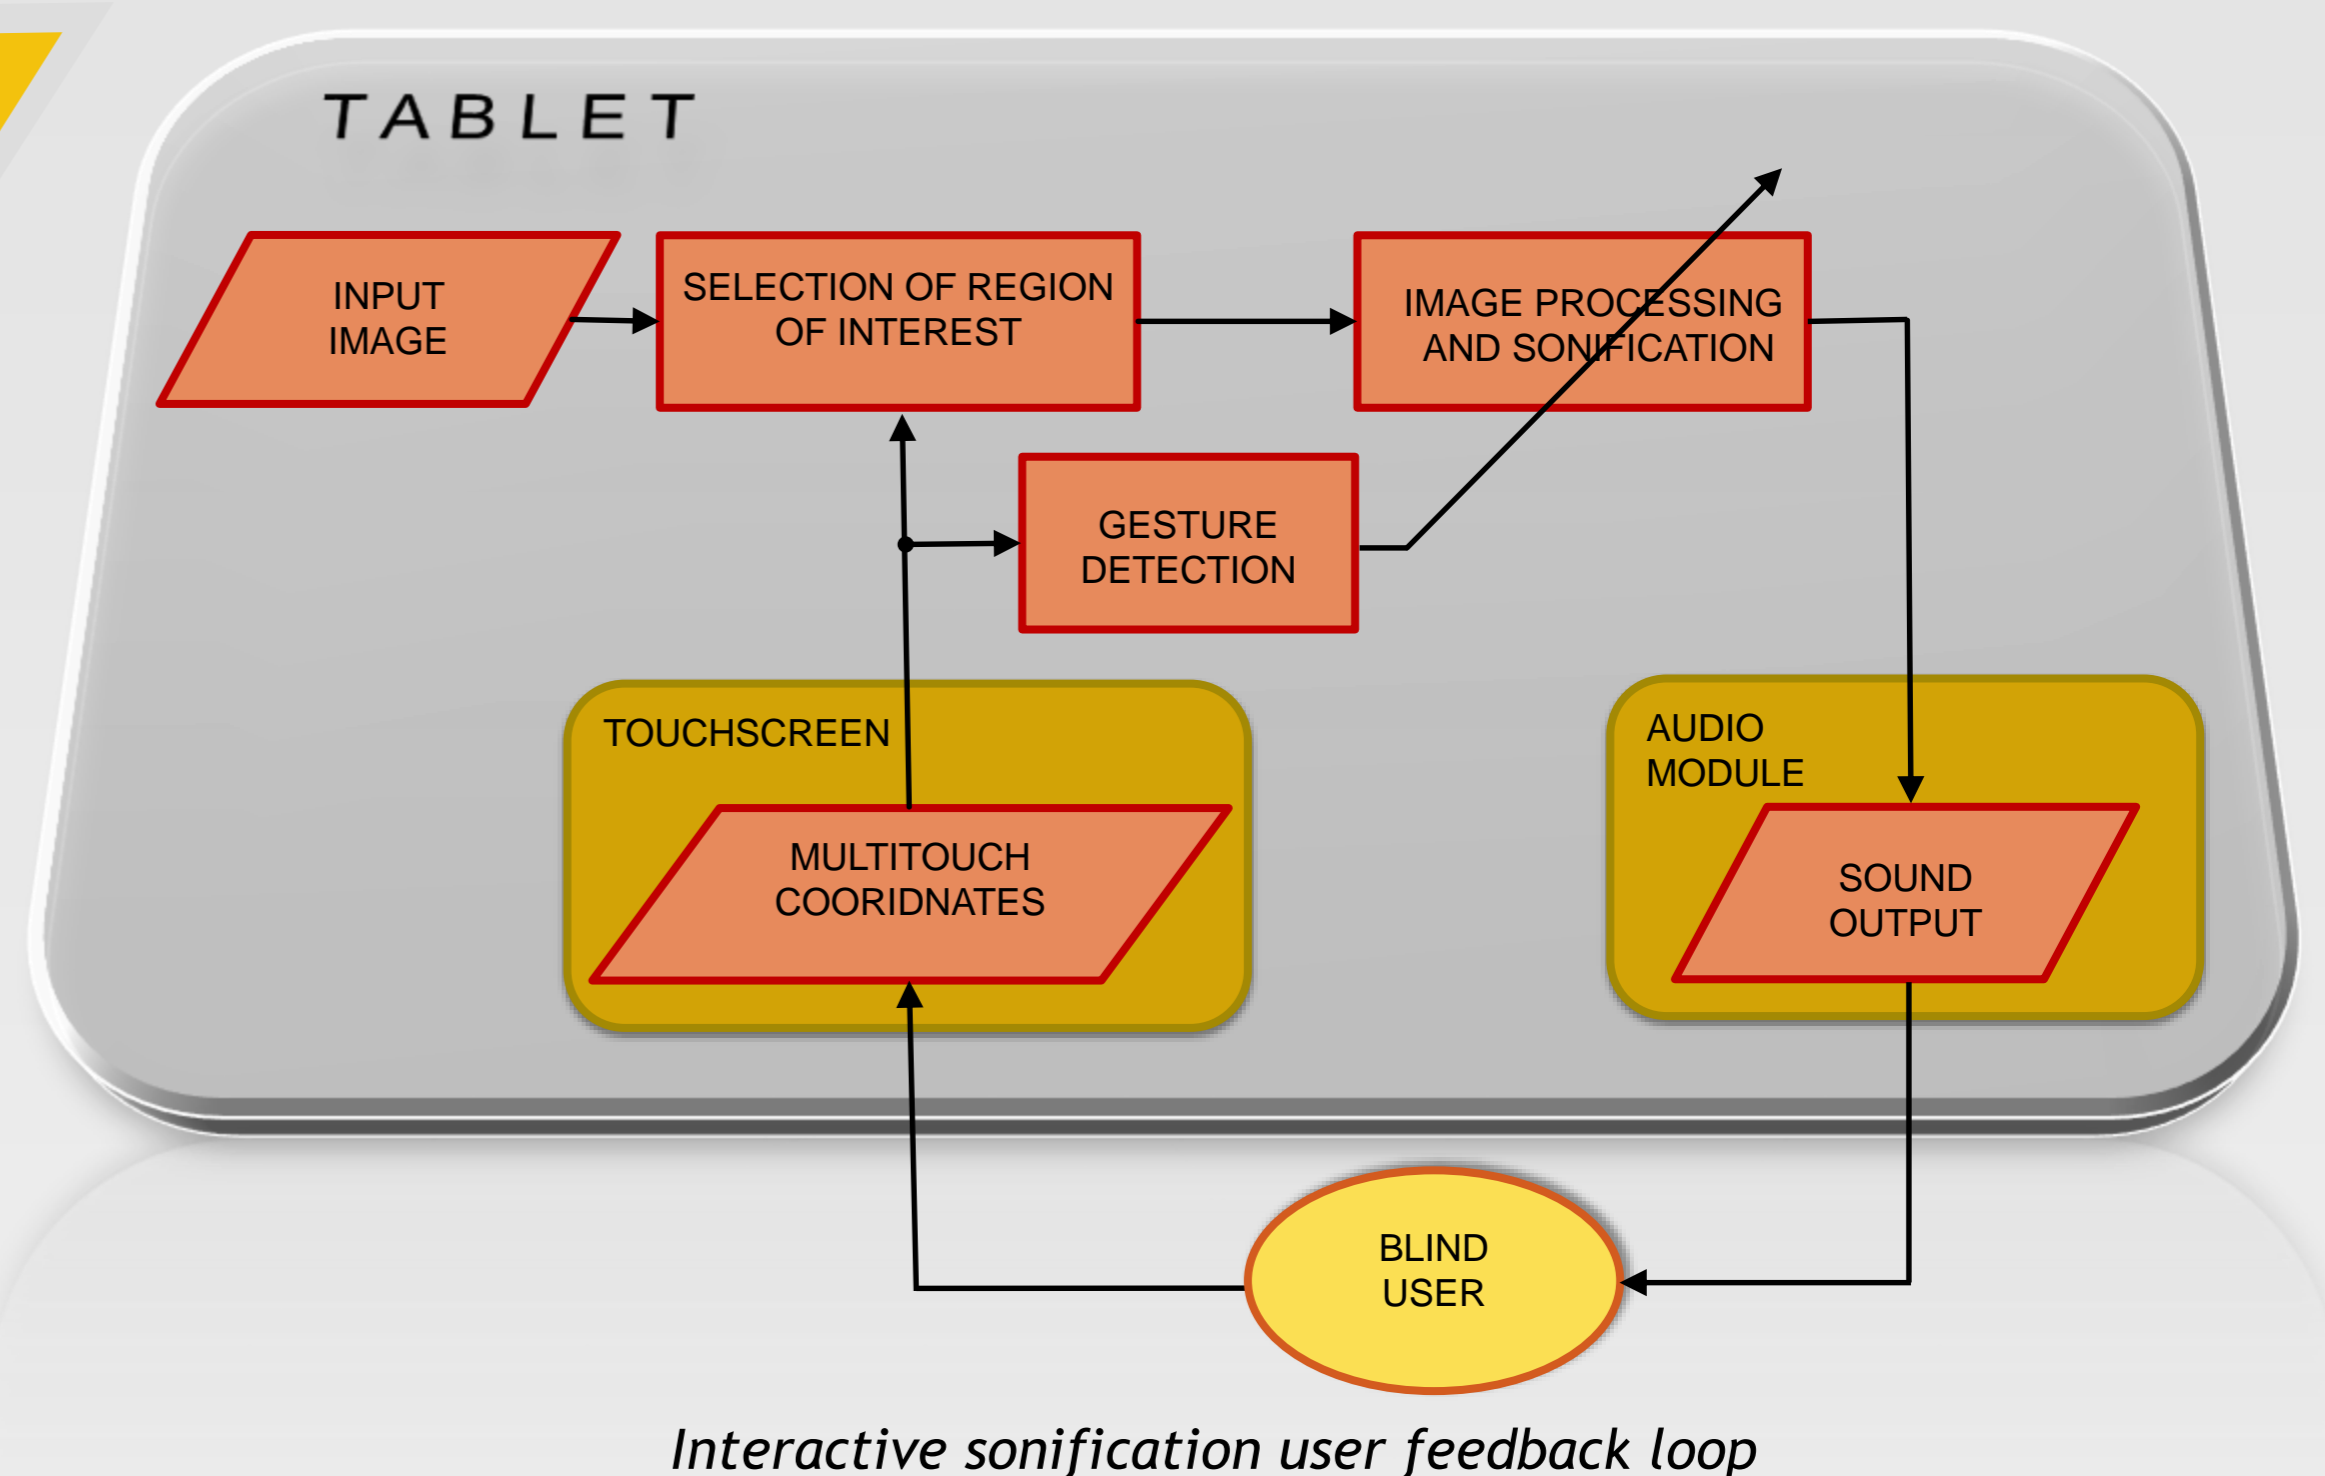 TABLET
INPUT
IMAGE
SELECTION OF REGION
OF INTEREST
IMAGE PROCESSING
AND SONIFICATION
GESTURE
DETECTION
TOUCHSCREEN
MULTITOUCH
COORIDNATES
AUDIO
MODULE
SOUND
OUTPUT
BLIND
USER
Interactive sonification user feedback loop